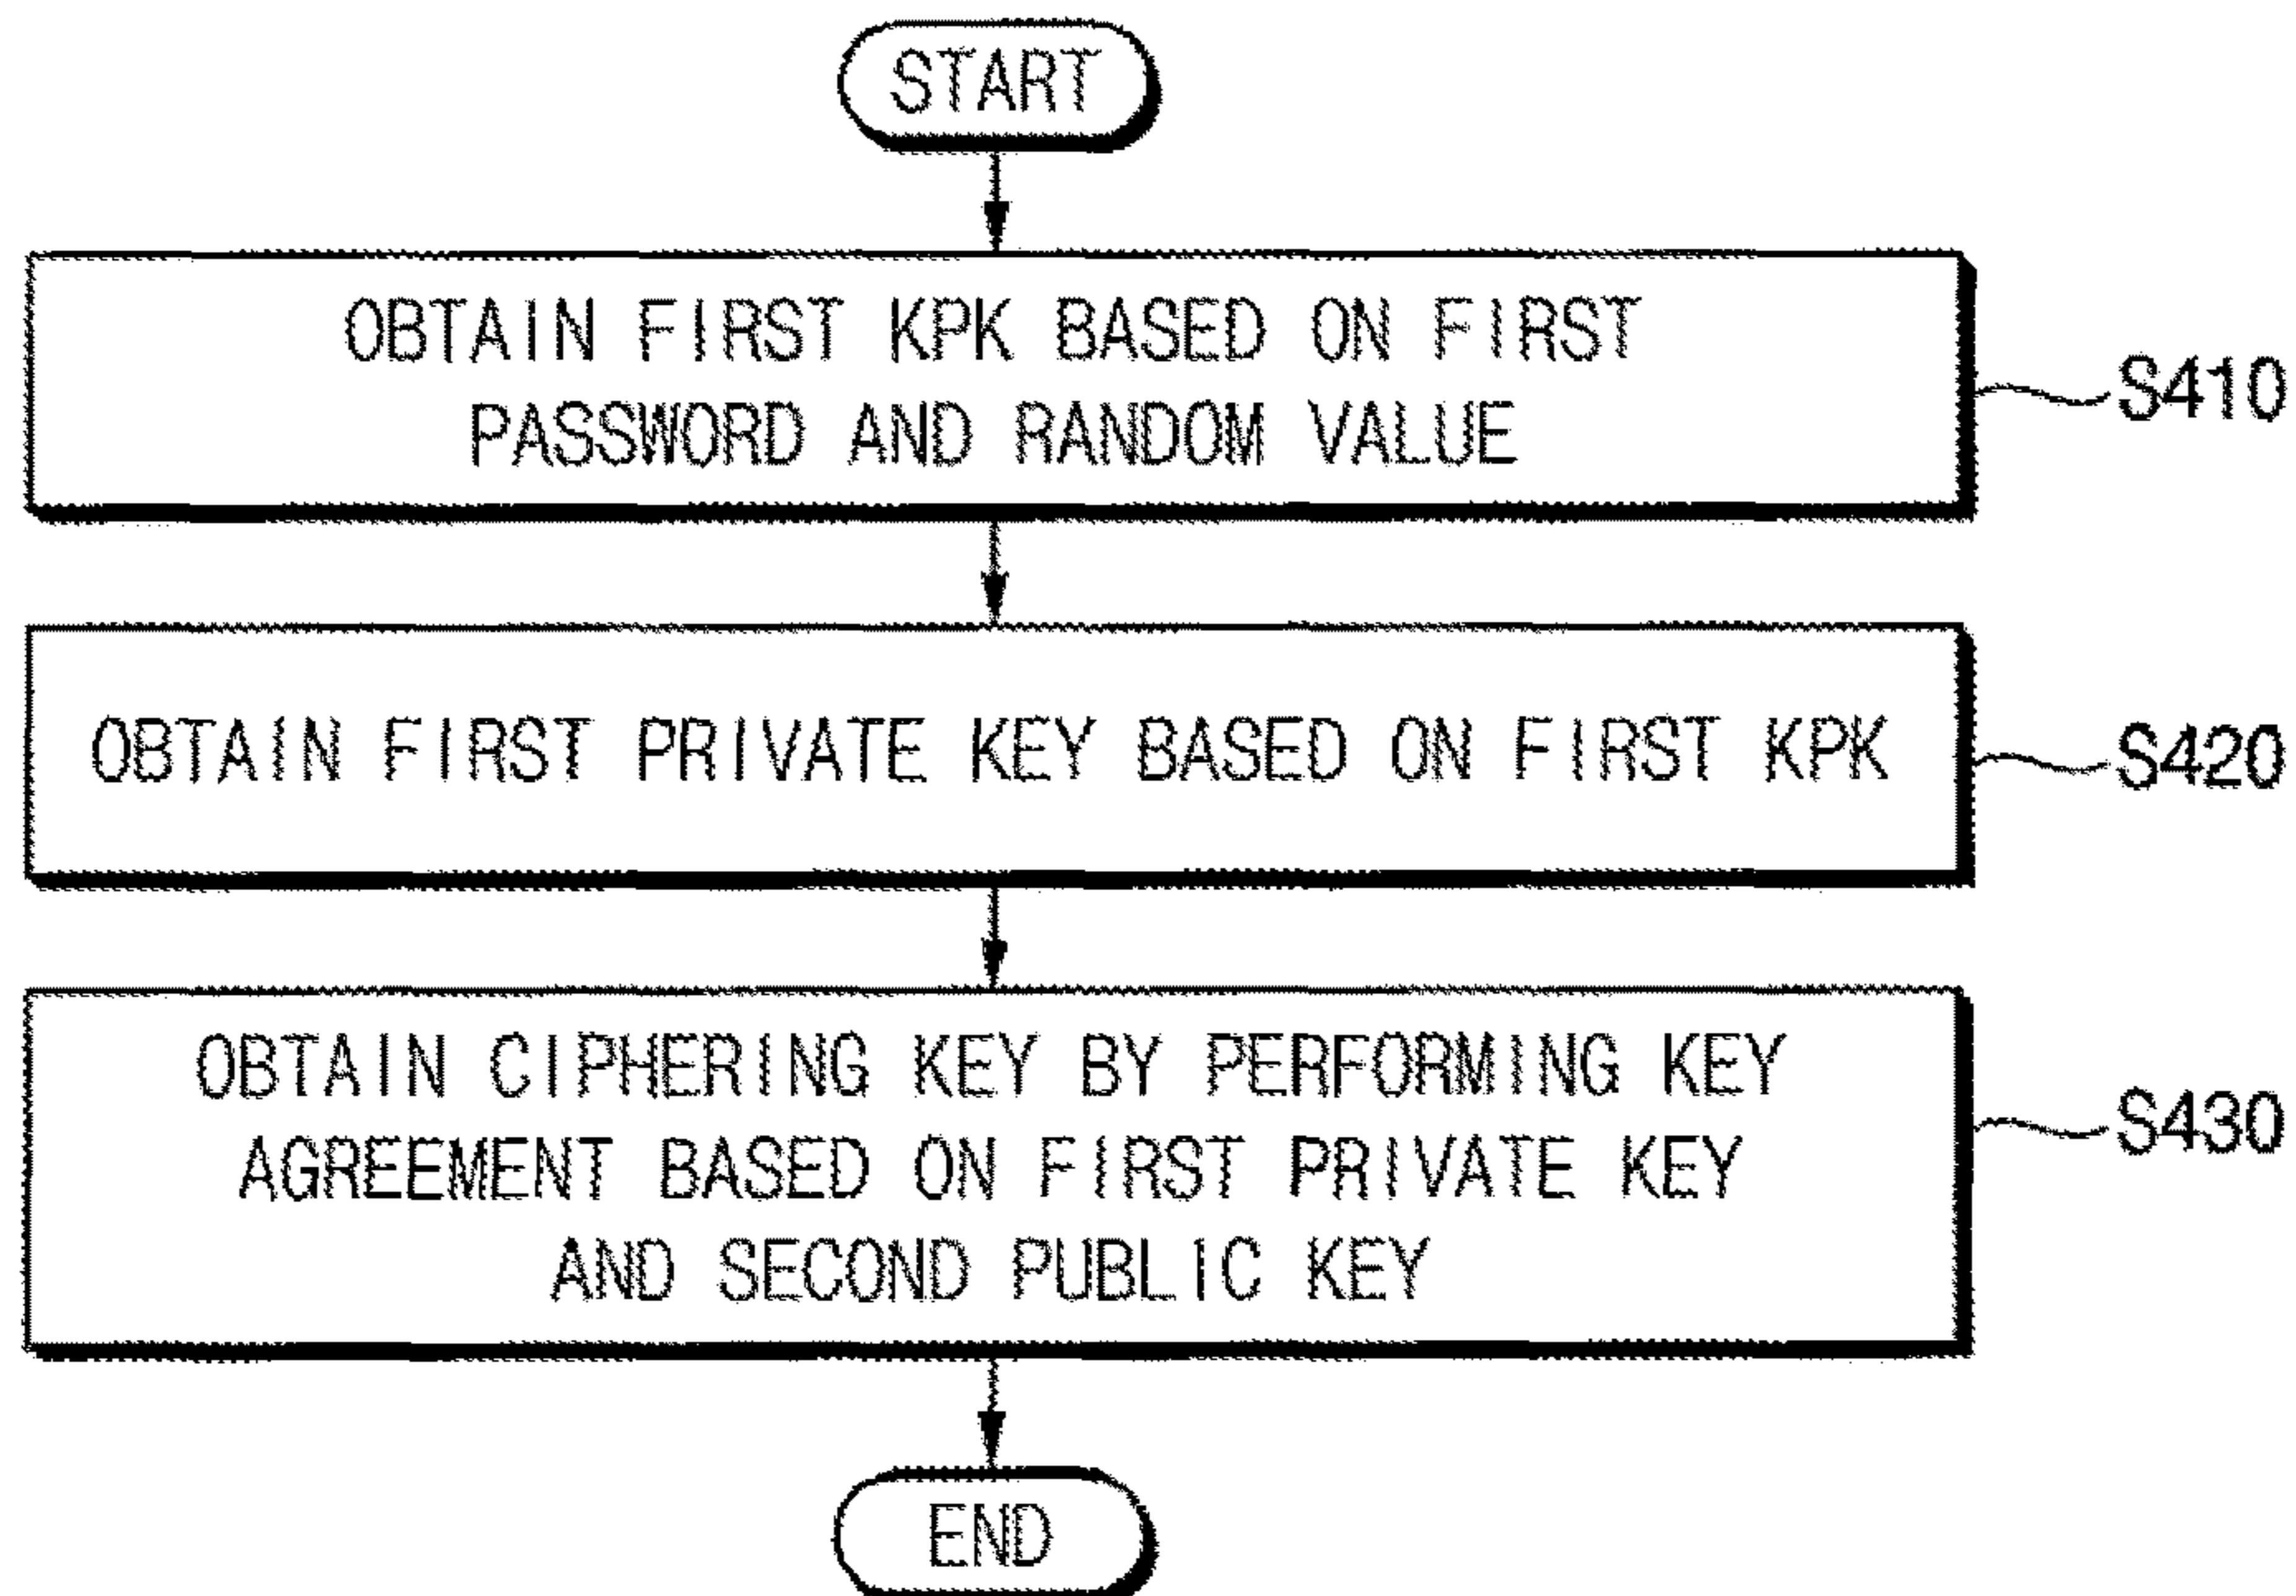 START
OBTAIN FIRST KPK BASED ON FIRST
PASSWORD AND RANDOM VALUE
S410
OBTAIN FIRST PRIVATE KEY BASED ON FIRST KPK
S420
OBTAIN CIPHERING KEY BY PERFORMING KEY
AGREEMENT BASED ON FIRST PRIVATE KEY
AND SECOND PUBLIC KEY
S430
END